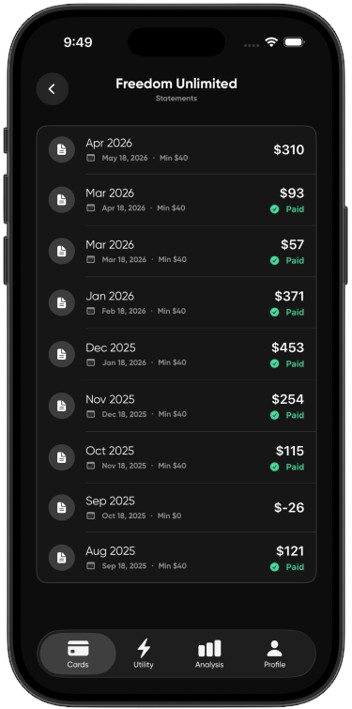 9:49
Freedom Unlimited
Statements
Apr 2026
$310
May 18, 2026 · Min $40
Mar 2026
$93
Apr 18, 2026 · Min $40
Paid
Mar 2026
$57
Mar 18, 2026 · Min $40
Paid
Jan 2026
$371
Feb 18, 2026 · Min $40
Paid
Dec 2025
$453
Jan 18, 2026 · Min $40
Paid
Nov 2025
$254
Dec 18, 2025 · Min $40
Paid
Oct 2025
$115
Nov 18, 2025 · Min $40
Paid
Sep 2025
$-26
Oct 18, 2025 · Min $0
Aug 2025
$121
Sep 18, 2025 · Min $40
Paid
Cards
Utility
Analysis
Profile